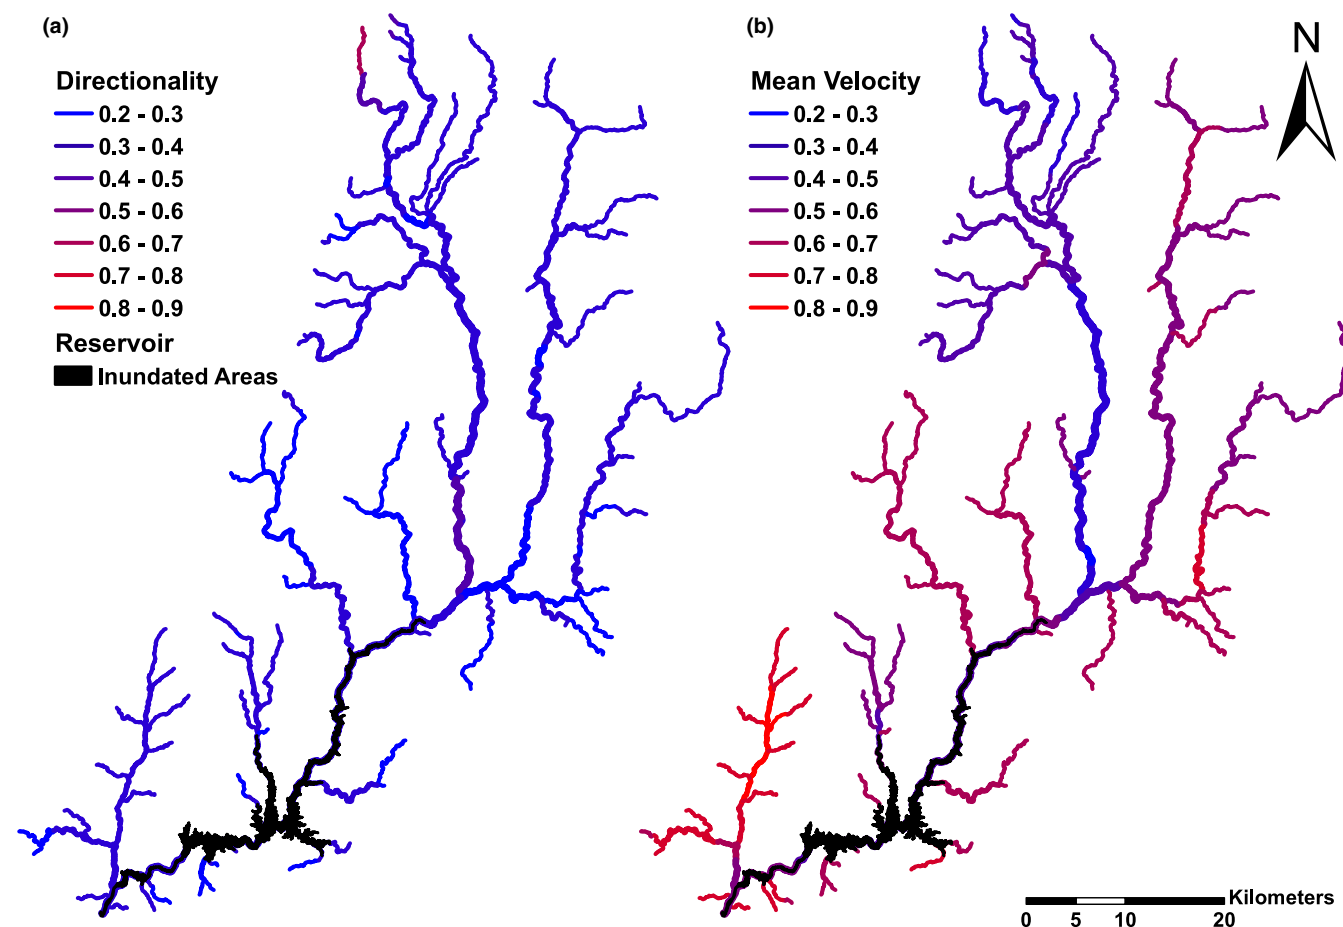 (a)
Directionality
0.2 - 0.3
0.3 - 0.4
0.4 - 0.5
0.5 - 0.6
0.6 - 0.7
0.7 - 0.8
0.8 - 0.9
Reservoir
Inundated Areas
(b)
Mean Velocity
0.2 - 0.3
0.3 - 0.4
0.4 - 0.5
0.5 - 0.6
0.6 - 0.7
0.7 - 0.8
0.8 - 0.9
N
Kilometers
0 5 10 20